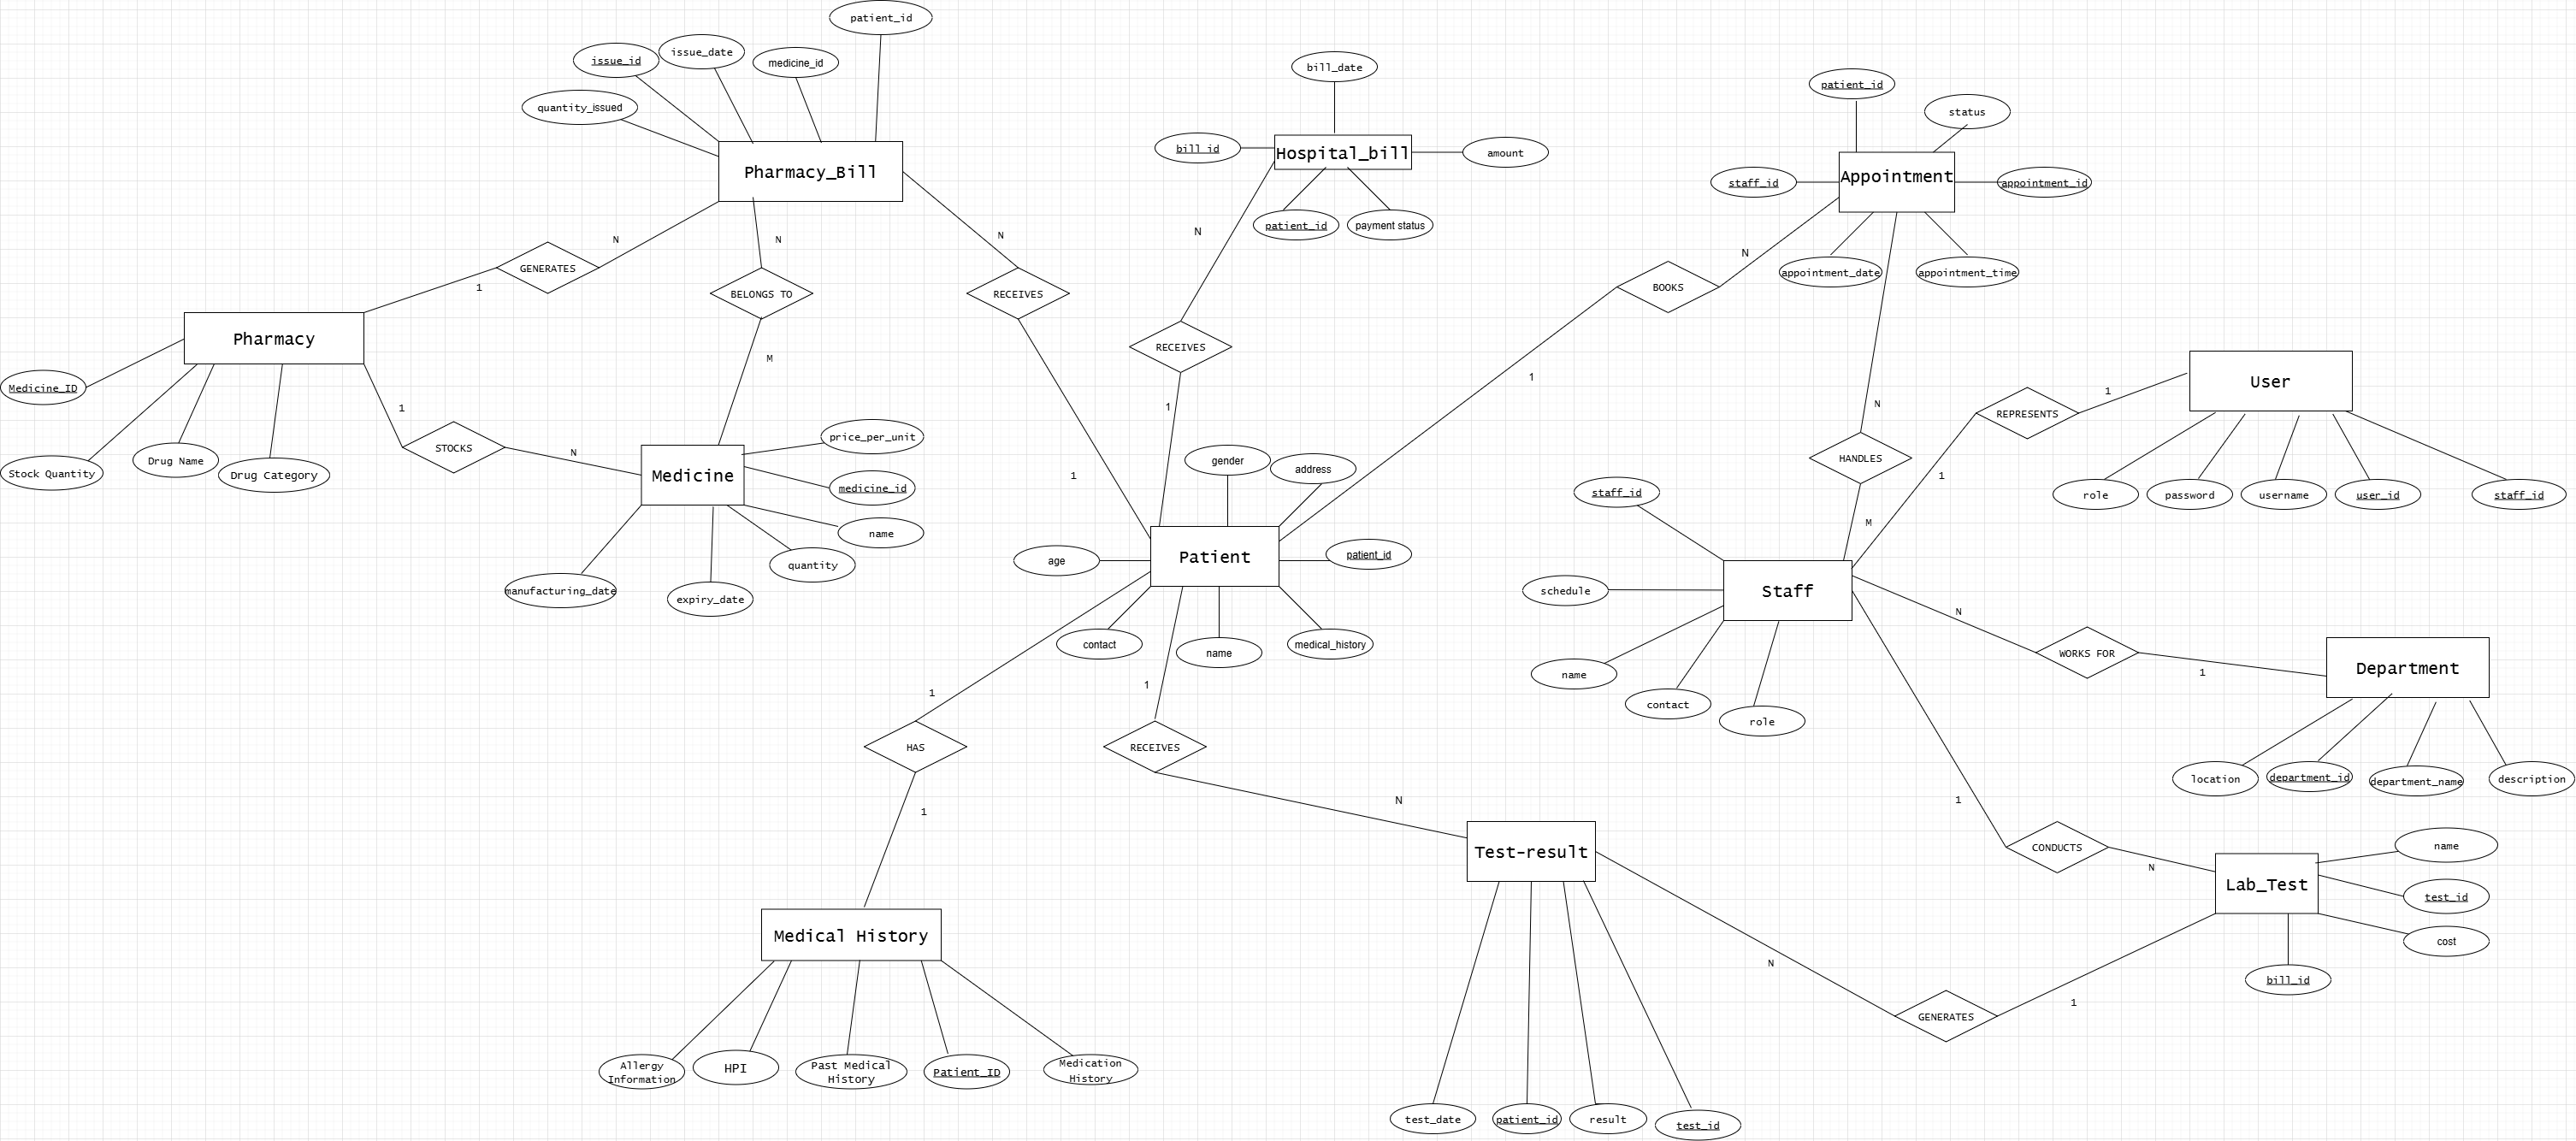 patient_id
issue_id
issue_date
medicine_id
quantity_issued
Pharmacy_Bill
bill_date
bill_id
Hospital_bill
amount
patient_id
payment status
patient_id
status
staff_id
Appointment
appointment_id
appointment_date
appointment_time
N
N
N
N
N
GENERATES
1
BELONGS TO
RECEIVES
BOOKS
Pharmacy
RECEIVES
M
1
1
1
N
Medicine_ID
Stock Quantity
Drug Name
Drug Category
STOCKS
N
1
User
REPRESENTS
1
HANDLES
1
M
role
password
username
user_id
staff_id
price_per_unit
Medicine
medicine_id
name
quantity
manufacturing_date
expiry_date
gender
address
age
Patient
patient_id
contact
name
medical_history
staff_id
schedule
Staff
name
contact
role
N
WORKS FOR
1
Department
location
department_id
department_name
description
1
1
HAS
RECEIVES
1
N
1
CONDUCTS
N
Test-result
name
Lab_Test
test_id
cost
bill_id
Medical History
N
1
GENERATES
Allergy
Information
HPI
Past Medical
History
Patient_ID
Medication
History
test_date
patient_id
result
test_id